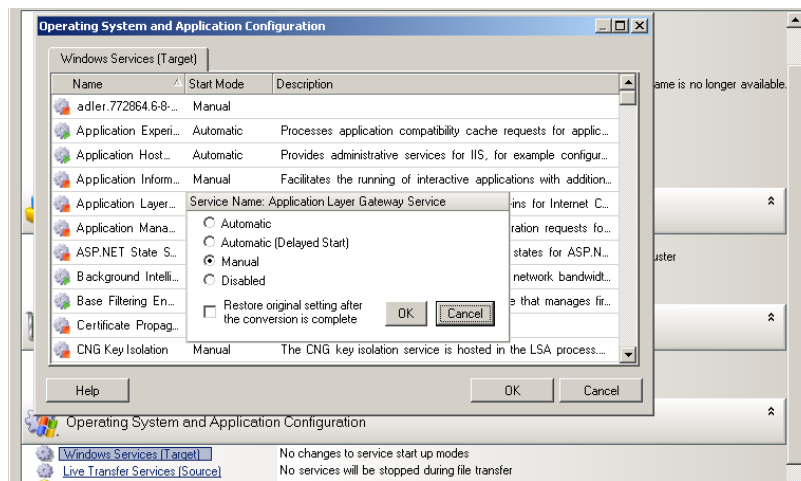 Operating System and Application Configuration
Windows Services (Target)
Name Start Mode Description
ame is no longer available.
adler.772864.6-8-... Manual
Application Experi... Automatic Processes application compatibility cache requests for applic...
Application Host... Automatic Provides administrative services for IIS, for example configur...
Application Inform... Manual Facilitates the running of interactive applications with addition...
Application Layer... Service Name: Application Layer Gateway Service -ins for Internet C...
Application Mana... Automatic ration requests fo...
ASP.NET State S... Automatic (Delayed Start) states for ASP.N... uster
Manual
Background Intelli... Disabled network bandwidt...
Base Filtering En... Restore original setting after e that manages fir...
the conversion is complete OK Cancel
Certificate Propag...
CNG Key Isolation Manual The CNG key isolation service is hosted in the LSA process....
Help OK Cancel
Operating System and Application Configuration
Windows Services (Target) No changes to service start up modes
Live Transfer Services (Source) No services will be stopped during file transfer